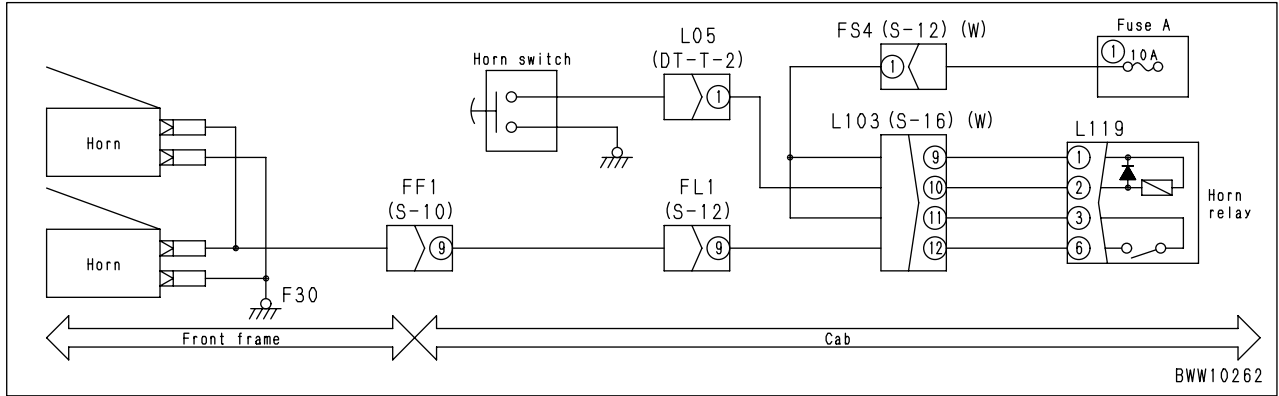 Fuse A
FS4 (S-12) (W)
1
1
10A
L05
(DT-T-2)
Horn switch
1
L103 (S-16) (W)
L119
Horn
9
1
10
2
Horn
relay
FF1
(S-10)
FL1
(S-12)
11
3
9
9
12
6
Horn
F30
Front frame
Cab
BWW10262